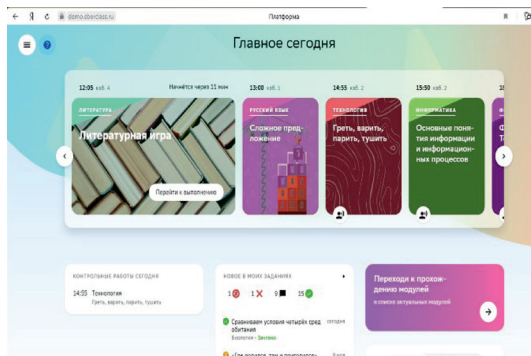 demo.sberclass.ru
Платформа
Главное сегодня
12:05 каб. 4
Начнётся через 11 мин
ЛИТЕРАТУРА
Литературная игра
Перейти к выполнению
13:00 каб. 1
РУССКИЙ ЯЗЫК
Сложное пред-
ложение
14:55 каб. 2
ТЕХНОЛОГИЯ
Греть, варить,
парить, тушить
15:50 каб. 2
ИНФОРМАТИКА
Основные поня-
тия информации
и информацион-
ных процессов
КОНТРОЛЬНЫЕ РАБОТЫ СЕГОДНЯ
14:55 Технология
Греть, варить, парить, тушить
НОВОЕ В МОИХ ЗАДАНИЯХ
1 1 9 15
Сравниваем условия четырёх сред
обитания
сегодня
Биология • Зачтено
Переходи к прохож-
дению модулей
в списке актуальных модулей